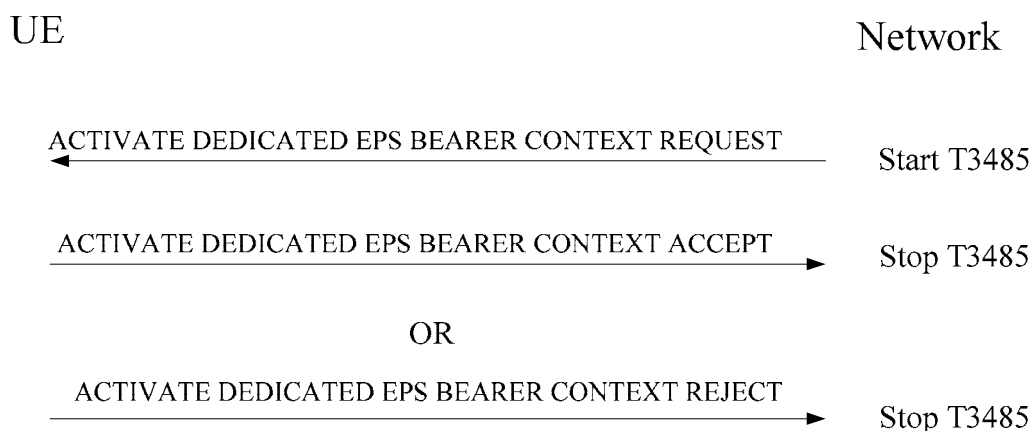 UE
Network
ACTIVATE DEDICATED EPS BEARER CONTEXT REQUEST
Start T3485
ACTIVATE DEDICATED EPS BEARER CONTEXT ACCEPT
Stop T3485
OR
ACTIVATE DEDICATED EPS BEARER CONTEXT REJECT
Stop T3485